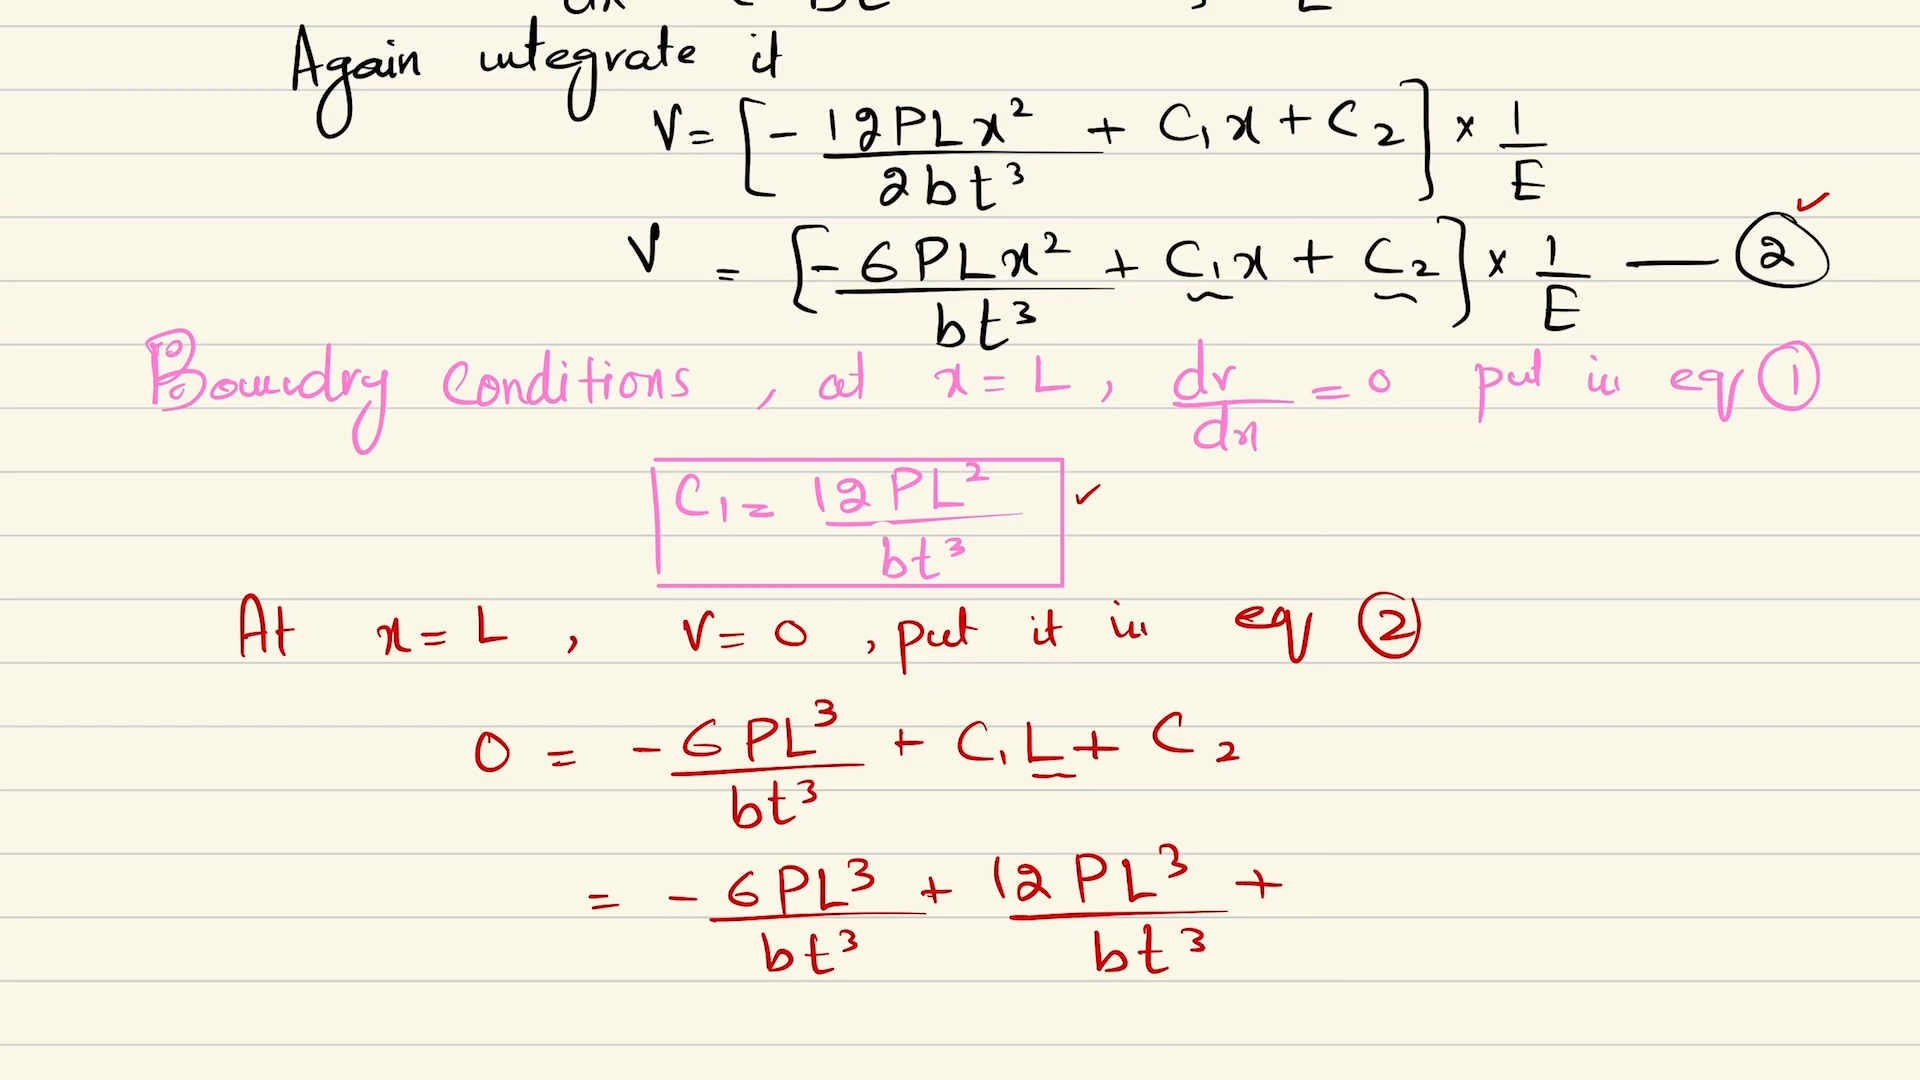 Again integrate it
V = [ - 12PLx² / 2bt³ + C₁x + C₂ ] × 1/E
V = [ - 6PLx² / bt³ + C₁x + C₂ ] × 1/E — ②
Boundry Conditions, at x = L, dv/dx = 0 put in eq ①
C₁ = 12PL² / bt³ ✓
At x = L, V = 0, put it in eq ②
0 = - 6PL³ / bt³ + C₁L + C₂
= - 6PL³ / bt³ + 12PL³ / bt³ +